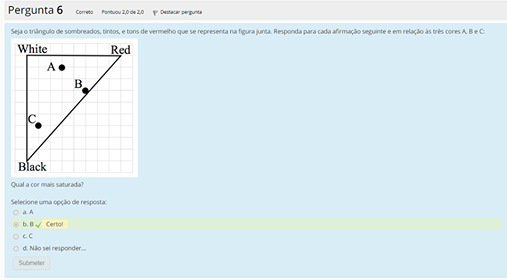 Pergunta 6 Correto Pontuou 2,0 de 2,0 Destacar pergunta
Seja o triângulo de sombreados, tintos, e tons de vermelho que se representa na figura junta. Responda para cada afirmação seguinte e em relação às três cores A, B e C:
White Red
A
B
C
Black
Qual a cor mais saturada?
Selecione uma opção de resposta:
a. A
b. B Certo!
c. C
d. Não sei responder...
Submeter